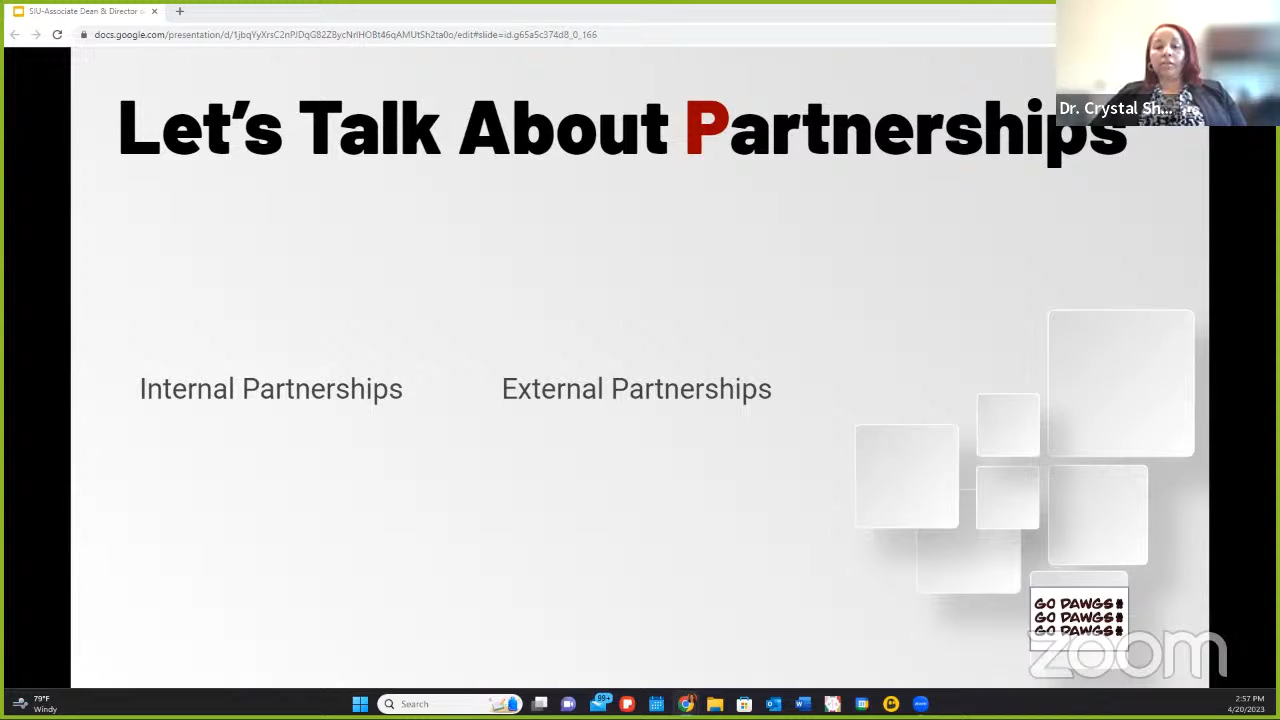 SIU-Associate Dean & Director o
docs.google.com/presentation/d/1jbqYyXrsC2nPJDqG82ZBycNrlHOBt46qAMUtSh2ta0o/edit#slide=id.g65a5c374d8_0_166
Dr. Crystal Sh...
Let's Talk About Partnerships
Internal Partnerships
External Partnerships
GO DAWGS!!
GO DAWGS!!
GO DAWGS!!
zoom
79°F
Windy
Search
99+
2:57 PM
4/20/2023